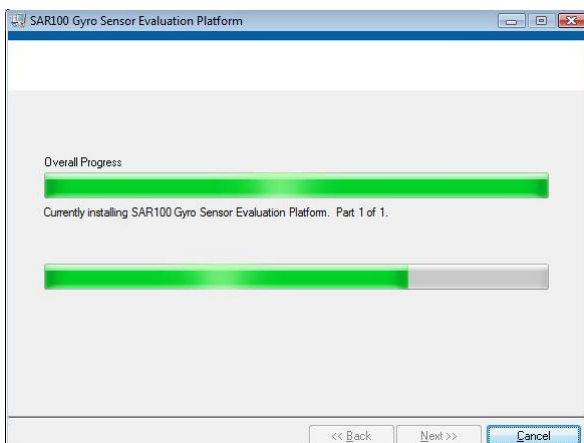 SAR100 Gyro Sensor Evaluation Platform
Overall Progress
Currently installing SAR100 Gyro Sensor Evaluation Platform. Part 1 of 1.
<< Back Next >> Cancel